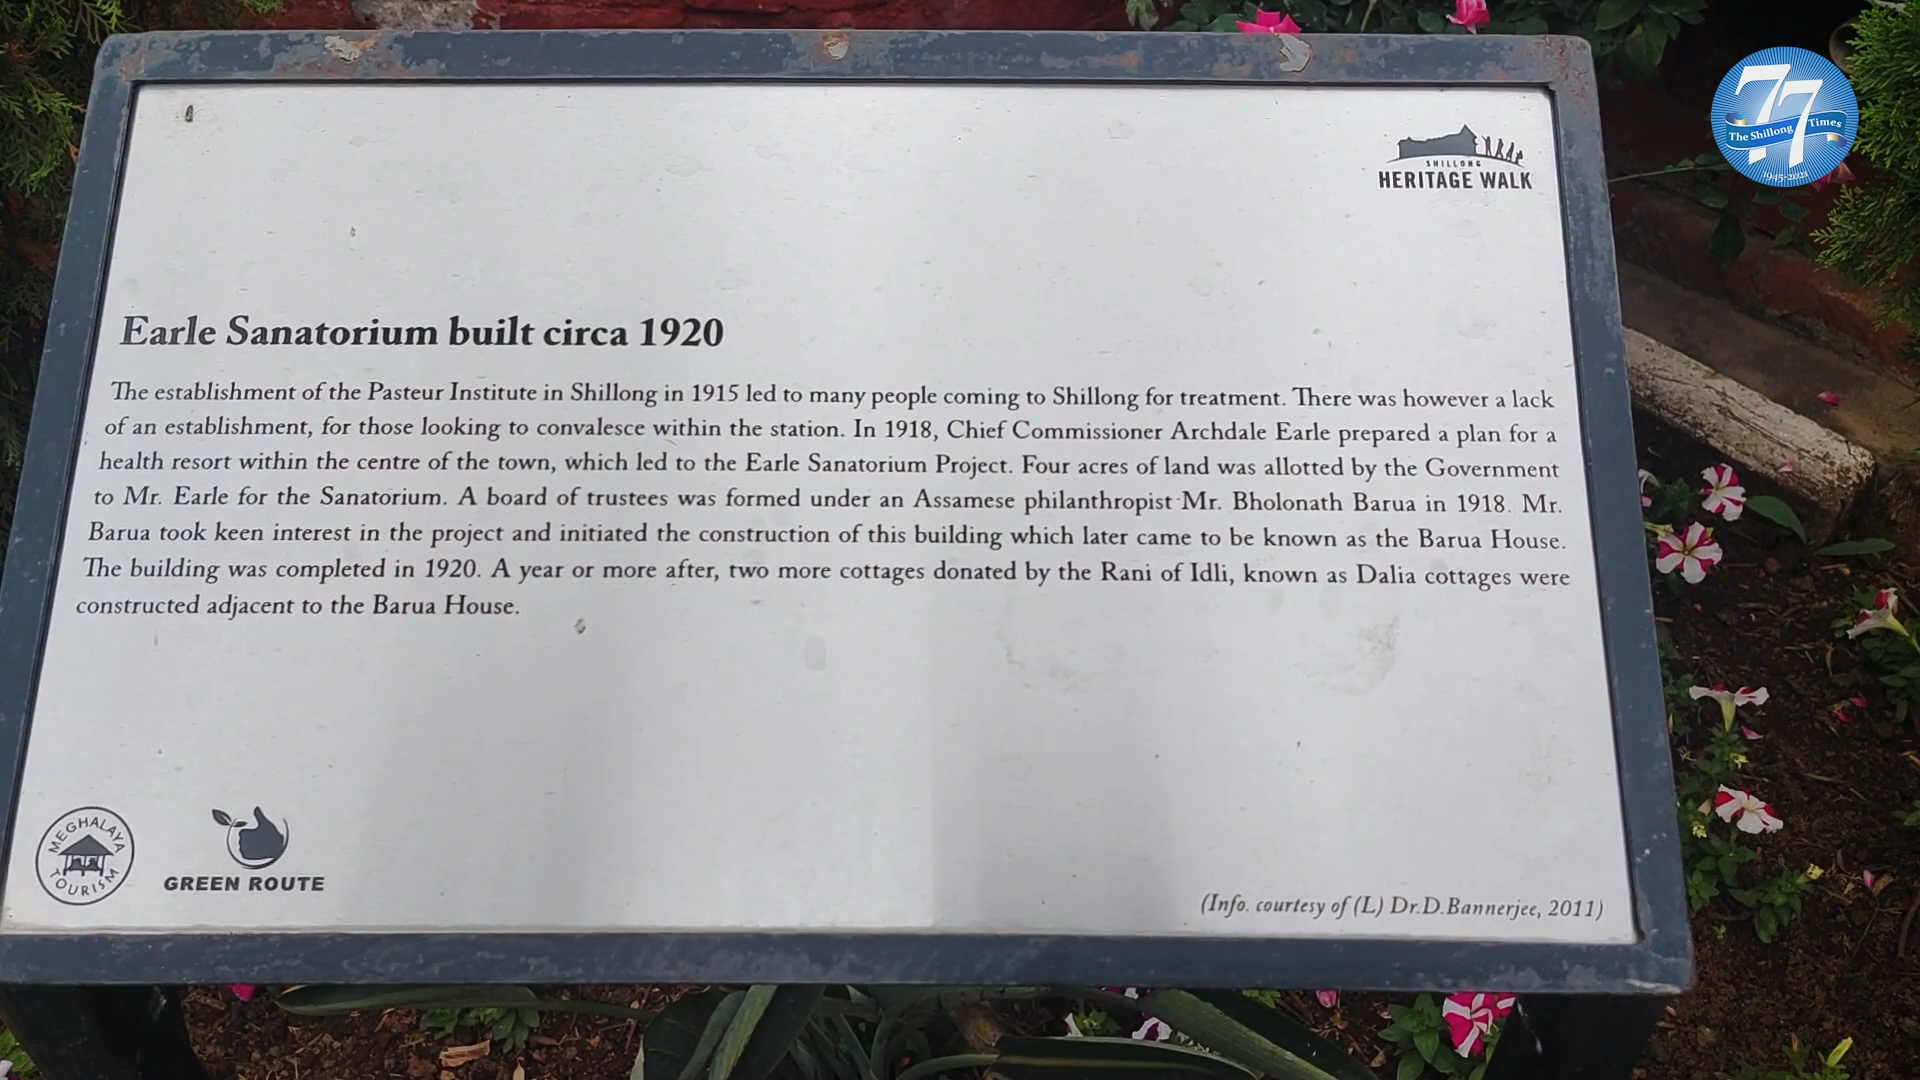 77
The Shillong Times
1945-2021
SHILLONG
HERITAGE WALK
Earle Sanatorium built circa 1920
The establishment of the Pasteur Institute in Shillong in 1915 led to many people coming to Shillong for treatment. There was however a lack
of an establishment, for those looking to convalesce within the station. In 1918, Chief Commissioner Archdale Earle prepared a plan for a
health resort within the centre of the town, which led to the Earle Sanatorium Project. Four acres of land was allotted by the Government
to Mr. Earle for the Sanatorium. A board of trustees was formed under an Assamese philanthropist Mr. Bholonath Barua in 1918. Mr.
Barua took keen interest in the project and initiated the construction of this building which later came to be known as the Barua House.
The building was completed in 1920. A year or more after, two more cottages donated by the Rani of Idli, known as Dalia cottages were
constructed adjacent to the Barua House.
MEGHALAYA
TOURISM
GREEN ROUTE
(Info. courtesy of (L) Dr.D.Bannerjee, 2011)